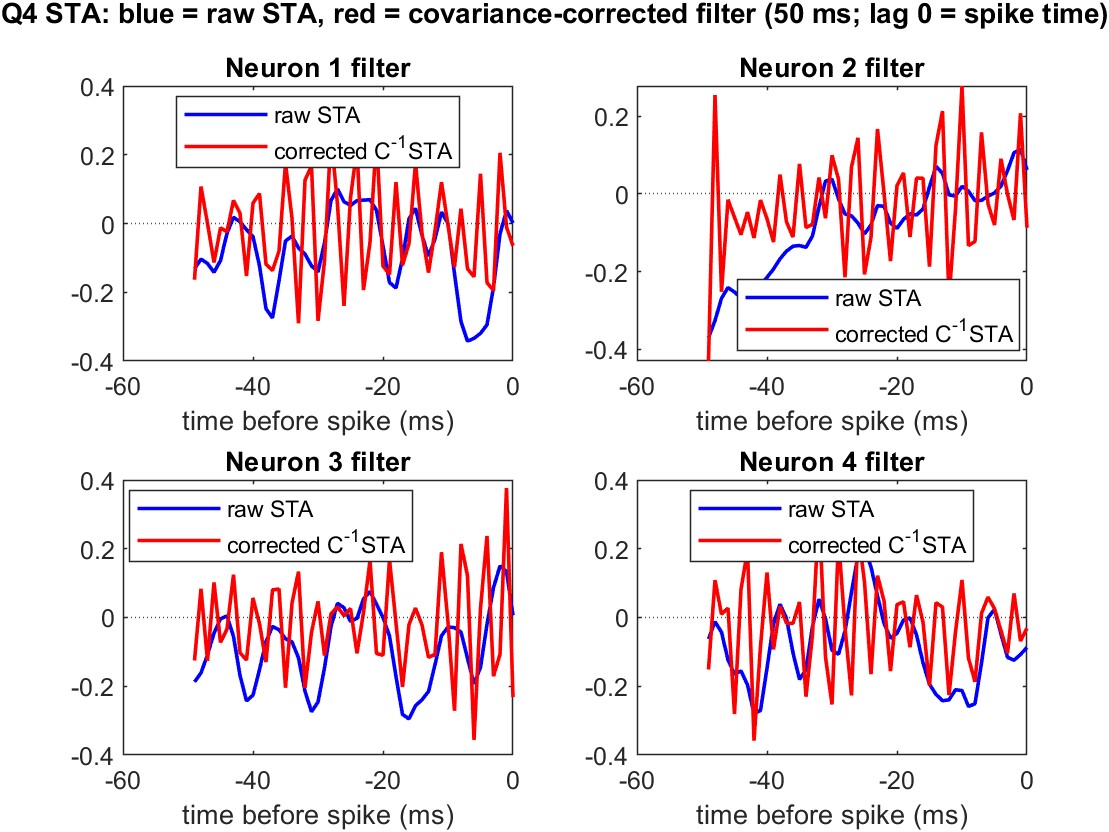 Q4 STA: blue = raw STA, red = covariance-corrected filter (50 ms; lag 0 = spike time)
Neuron 1 filter
0.4
0.2
0
-0.2
-0.4
raw STA
corrected C⁻¹STA
-60 -40 -20 0
time before spike (ms)
Neuron 2 filter
0.2
0
-0.2
-0.4
raw STA
corrected C⁻¹STA
-60 -40 -20 0
time before spike (ms)
Neuron 3 filter
0.4
0.2
0
-0.2
-0.4
raw STA
corrected C⁻¹STA
-60 -40 -20 0
time before spike (ms)
Neuron 4 filter
0.4
0.2
0
-0.2
-0.4
raw STA
corrected C⁻¹STA
-60 -40 -20 0
time before spike (ms)